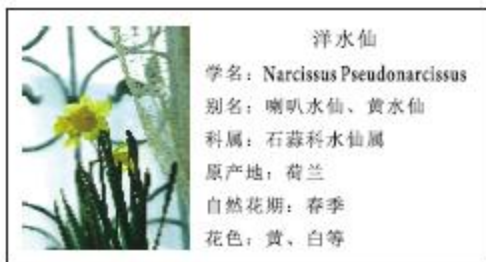 洋水仙
学名：Narcissus Pseudonarcissus
别名：喇叭水仙、黄水仙
科属：石蒜科水仙属
原产地：荷兰
自然花期：春季
花色：黄、白等